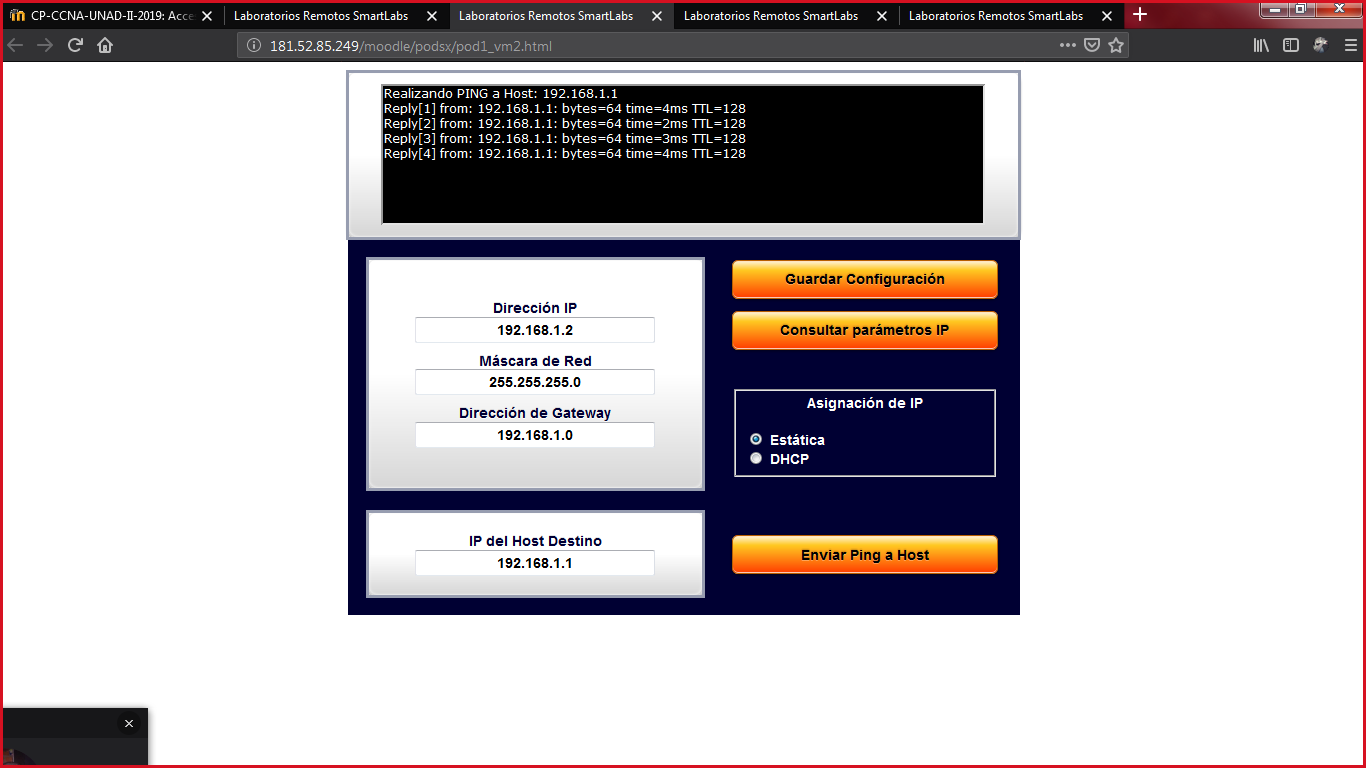 CP-CCNA-UNAD-II-2019: Acce
Laboratorios Remotos SmartLabs
Laboratorios Remotos SmartLabs
Laboratorios Remotos SmartLabs
Laboratorios Remotos SmartLabs
181.52.85.249/moodle/podsx/pod1_vm2.html
Realizando PING a Host: 192.168.1.1
Reply[1] from: 192.168.1.1: bytes=64 time=4ms TTL=128
Reply[2] from: 192.168.1.1: bytes=64 time=2ms TTL=128
Reply[3] from: 192.168.1.1: bytes=64 time=3ms TTL=128
Reply[4] from: 192.168.1.1: bytes=64 time=4ms TTL=128
Dirección IP
192.168.1.2
Máscara de Red
255.255.255.0
Dirección de Gateway
192.168.1.0
Guardar Configuración
Consultar parámetros IP
Asignación de IP
Estática
DHCP
IP del Host Destino
192.168.1.1
Enviar Ping a Host